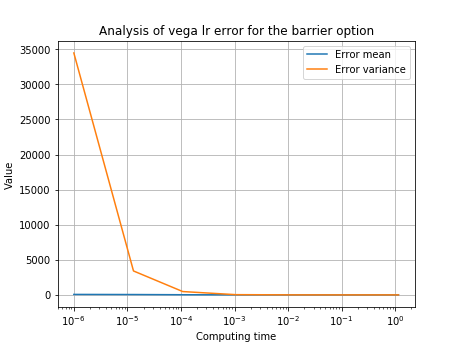 Analysis of vega lr error for the barrier option
Error mean
Error variance
35000
30000
25000
20000
15000
10000
5000
0
Value
10⁻⁶ 10⁻⁵ 10⁻⁴ 10⁻³ 10⁻² 10⁻¹ 10⁰
Computing time